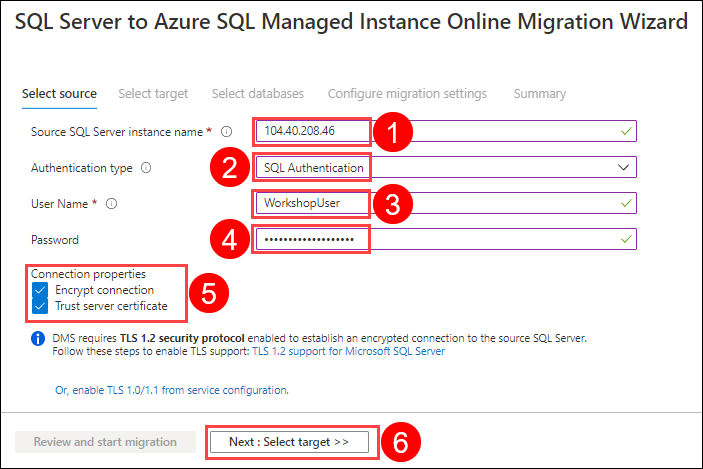 SQL Server to Azure SQL Managed Instance Online Migration Wizard
Select source Select target Select databases Configure migration settings Summary
Source SQL Server instance name * 104.40.208.46 1
Authentication type 2 SQL Authentication
User Name * WorkshopUser 3
Password 4 •••••••••••••••••••
Connection properties
Encrypt connection 5
Trust server certificate
DMS requires TLS 1.2 security protocol enabled to establish an encrypted connection to the source SQL Server.
Follow these steps to enable TLS support: TLS 1.2 support for Microsoft SQL Server
Or, enable TLS 1.0/1.1 from service configuration.
Review and start migration Next : Select target >> 6